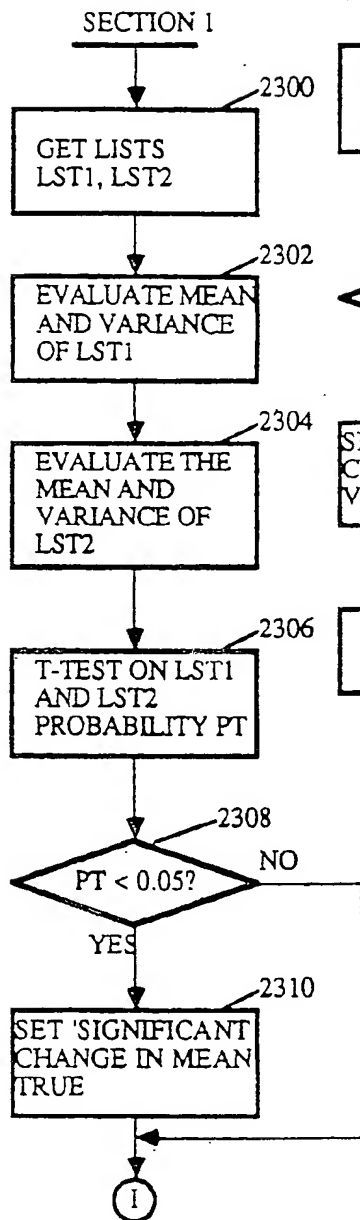 SECTION 1
2300
GET LISTS
LST1, LST2
2302
EVALUATE MEAN
AND VARIANCE
OF LST1
2304
EVALUATE THE
MEAN AND
VARIANCE OF
LST2
2306
T-TEST ON LST1
AND LST2
PROBABILITY PT
2308
PT < 0.05?
NO
YES
2310
SET 'SIGNIFICANT
CHANGE IN MEAN
TRUE
I
C
V